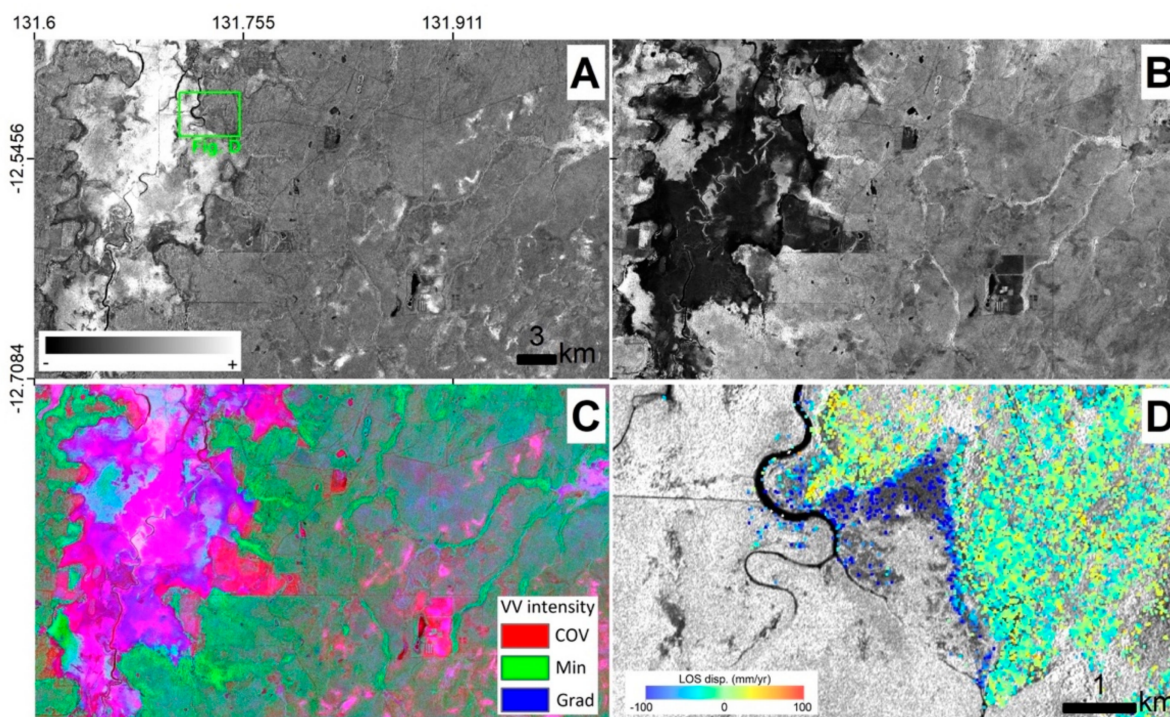 131.6 131.755 131.911
-12.5456
-12.7084
A
Fig. D
- +
3 km
B
C
VV intensity
COV
Min
Grad
D
LOS disp. (mm/yr)
-100 0 100
1 km